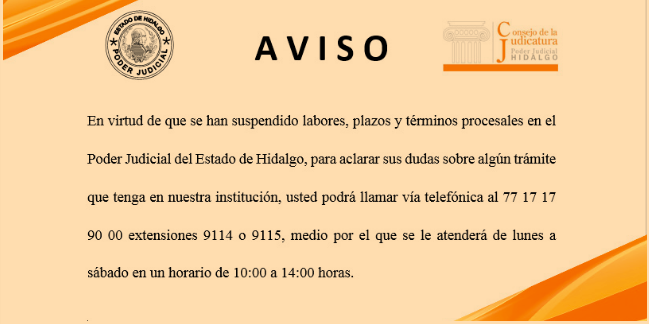 ESTADO DE HIDALGO
PODER JUDICIAL
AVISO
Consejo de la
Judicatura
Poder Judicial
HIDALGO
En virtud de que se han suspendido labores, plazos y términos procesales en el
Poder Judicial del Estado de Hidalgo, para aclarar sus dudas sobre algún trámite
que tenga en nuestra institución, usted podrá llamar vía telefónica al 77 17 17
90 00 extensiones 9114 o 9115, medio por el que se le atenderá de lunes a
sábado en un horario de 10:00 a 14:00 horas.
.